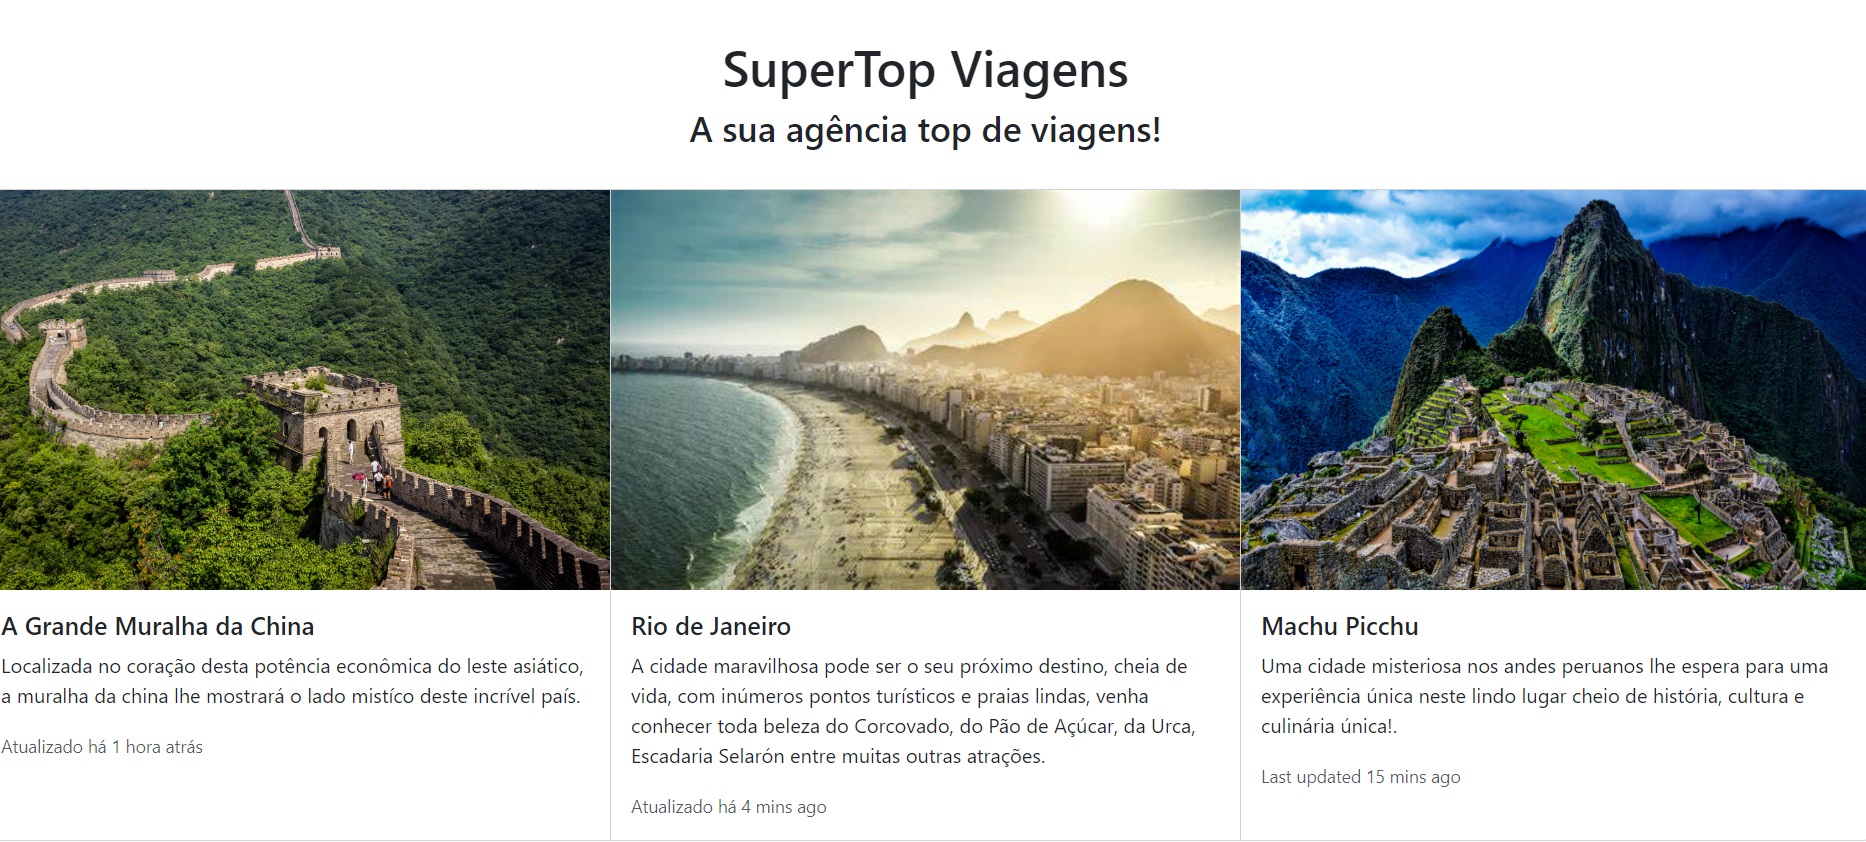 SuperTop Viagens
A sua agência top de viagens!
A Grande Muralha da China
Localizada no coração desta potência econômica do leste asiático,
a muralha da china lhe mostrará o lado mistíco deste incrível país.
Atualizado há 1 hora atrás
Rio de Janeiro
A cidade maravilhosa pode ser o seu próximo destino, cheia de
vida, com inúmeros pontos turísticos e praias lindas, venha
conhecer toda beleza do Corcovado, do Pão de Açúcar, da Urca,
Escadaria Selarón entre muitas outras atrações.
Atualizado há 4 mins ago
Machu Picchu
Uma cidade misteriosa nos andes peruanos lhe espera para uma
experiência única neste lindo lugar cheio de história, cultura e
culinária única!.
Last updated 15 mins ago